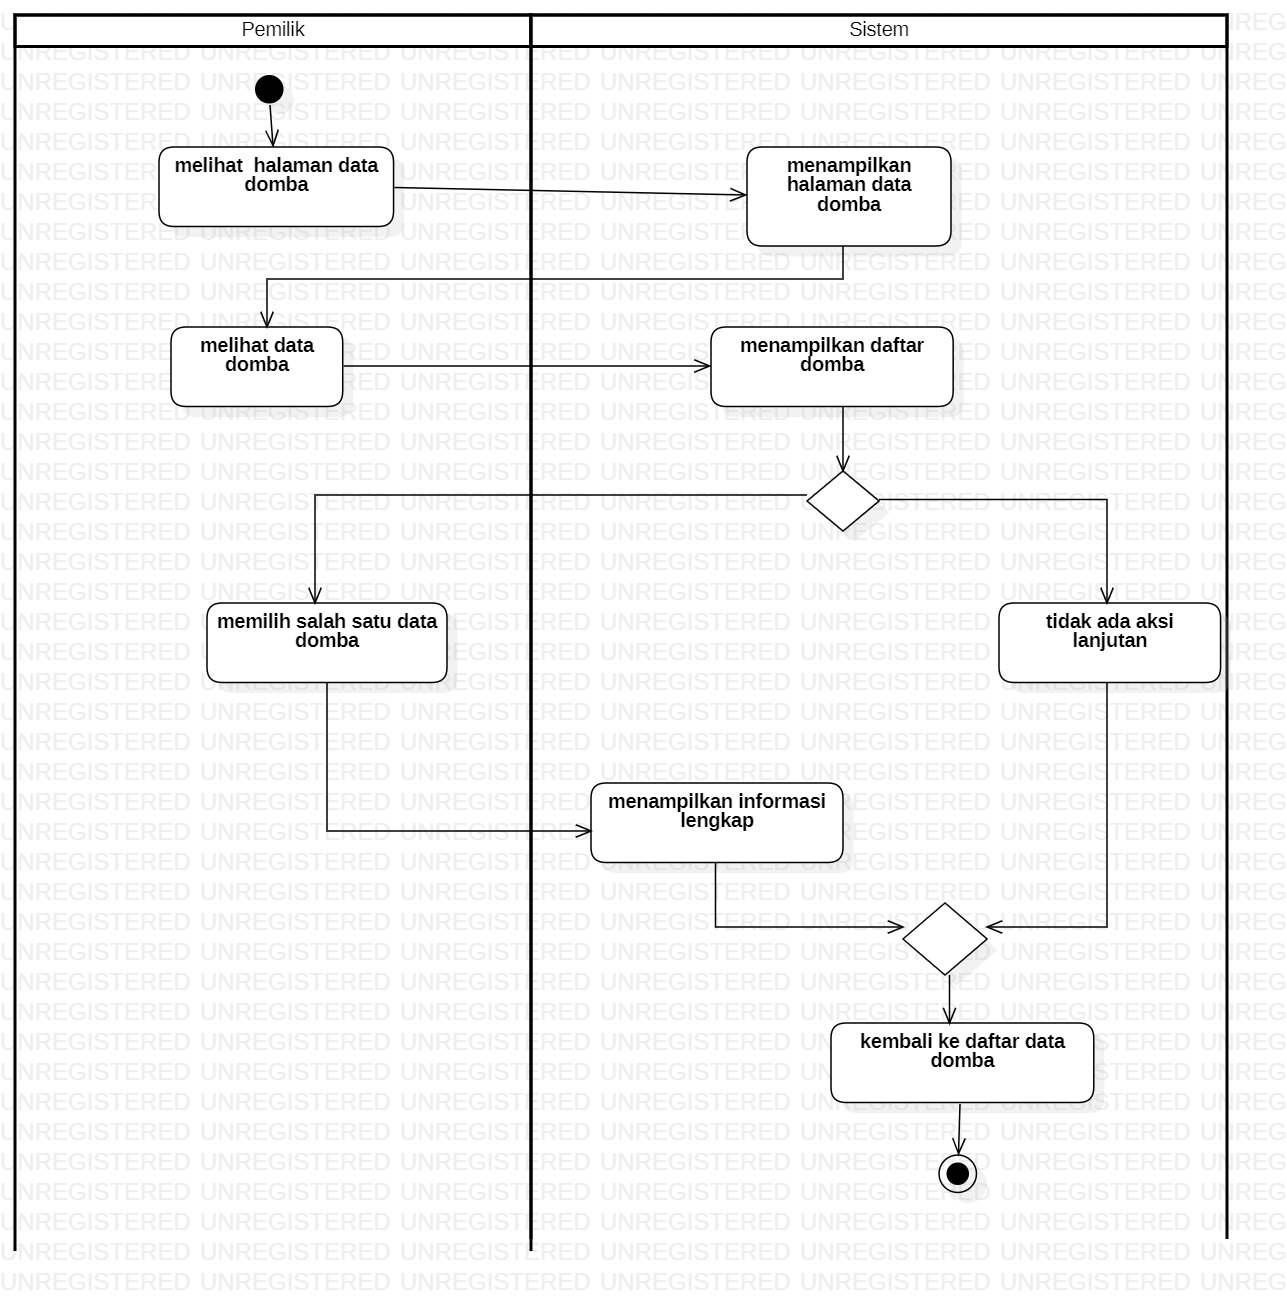 Pemilik
Sistem
melihat  halaman data
domba
menampilkan
halaman data
domba
melihat data
domba
menampilkan daftar
domba
memilih salah satu data
domba
tidak ada aksi
lanjutan
menampilkan informasi
lengkap
kembali ke daftar data
domba
UNREGISTERED